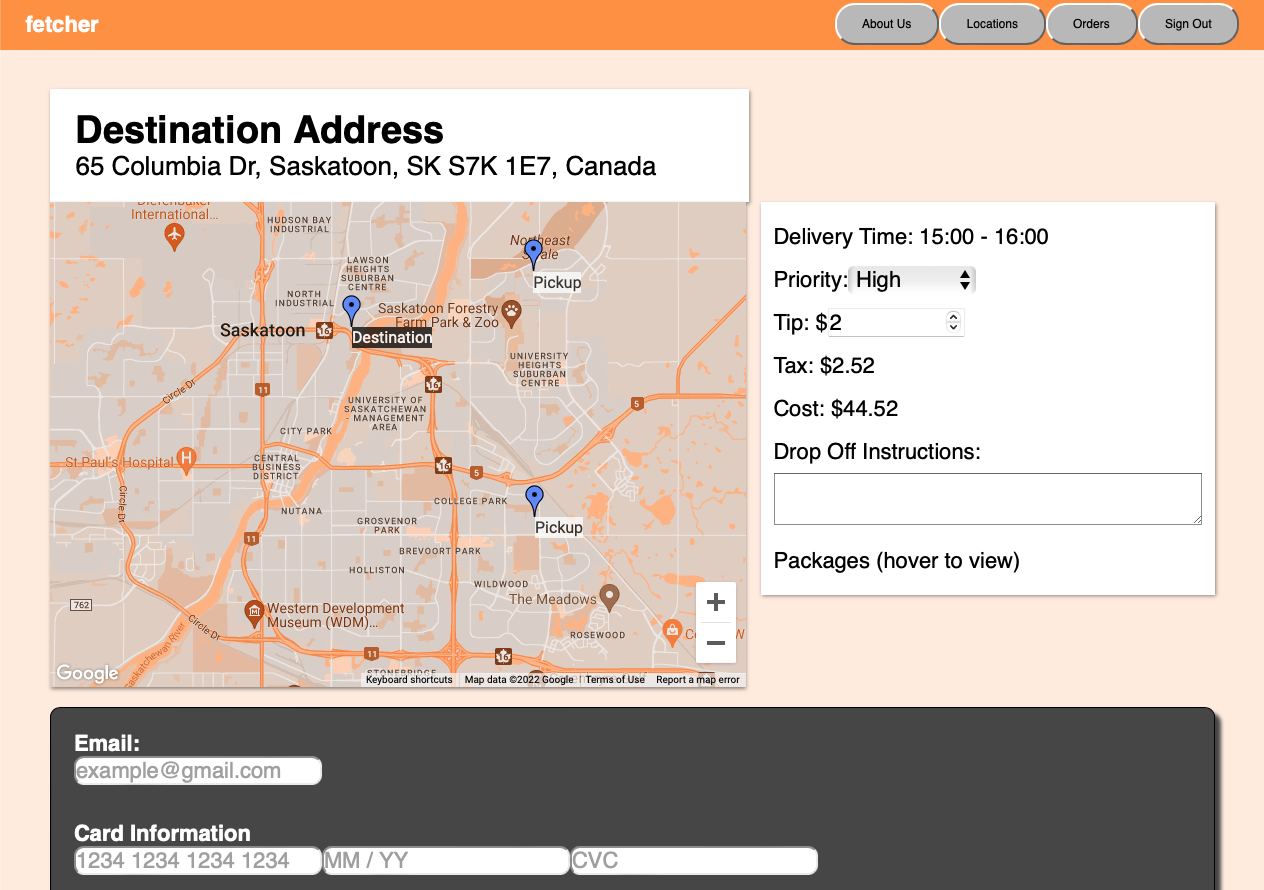 fetcher
About Us
Locations
Orders
Sign Out
Destination Address
65 Columbia Dr, Saskatoon, SK S7K 1E7, Canada
Diefenbaker
International...
HUDSON BAY
INDUSTRIAL
Northeast
Swale
Pickup
LAWSON
HEIGHTS
SUBURBAN
CENTRE
NORTH
INDUSTRIAL
Saskatoon
16
Saskatoon Forestry
Farm Park & Zoo
Destination
UNIVERSITY
HEIGHTS
SUBURBAN
CENTRE
16
Circle Dr
11
UNIVERSITY OF
SASKATCHEWAN
- MANAGEMENT
AREA
5
CITY PARK
St Paul's Hospital
H
CENTRAL
BUSINESS
DISTRICT
16
5
Circle Dr
COLLEGE PARK
NUTANA
GROSVENOR
PARK
Pickup
11
BREVOORT PARK
HOLLISTON
WILDWOOD
The Meadows
762
Western Development
Museum (WDM)...
Circle Dr
ROSEWOOD
Co
W
11
16
Saskatchewan River
STONEBRIDGE
Google
Keyboard shortcuts
Map data ©2022 Google
Terms of Use
Report a map error
Delivery Time: 15:00 - 16:00
Priority: High
Tip: $2
Tax: $2.52
Cost: $44.52
Drop Off Instructions:
Packages (hover to view)
Email:
example@gmail.com
Card Information
1234 1234 1234 1234 MM / YY CVC